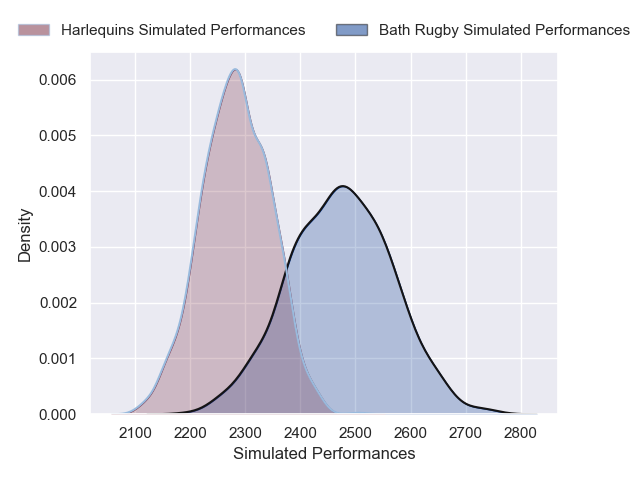 Harlequins Simulated Performances
Bath Rugby Simulated Performances
0.006
0.005
0.004
0.003
0.002
0.001
0.000
Density
2100 2200 2300 2400 2500 2600 2700 2800
Simulated Performances